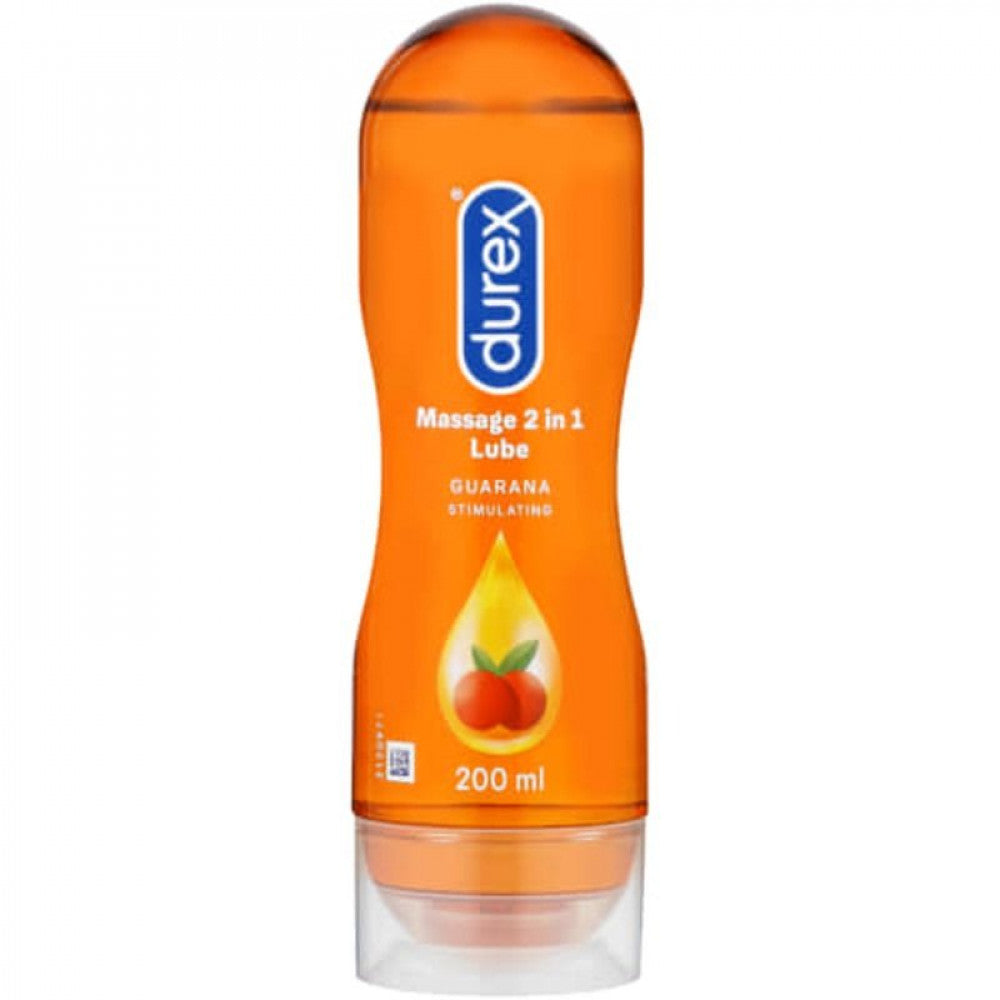 durex®
Massage 2 in 1
Lube
GUARANA
STIMULATING
200 ml